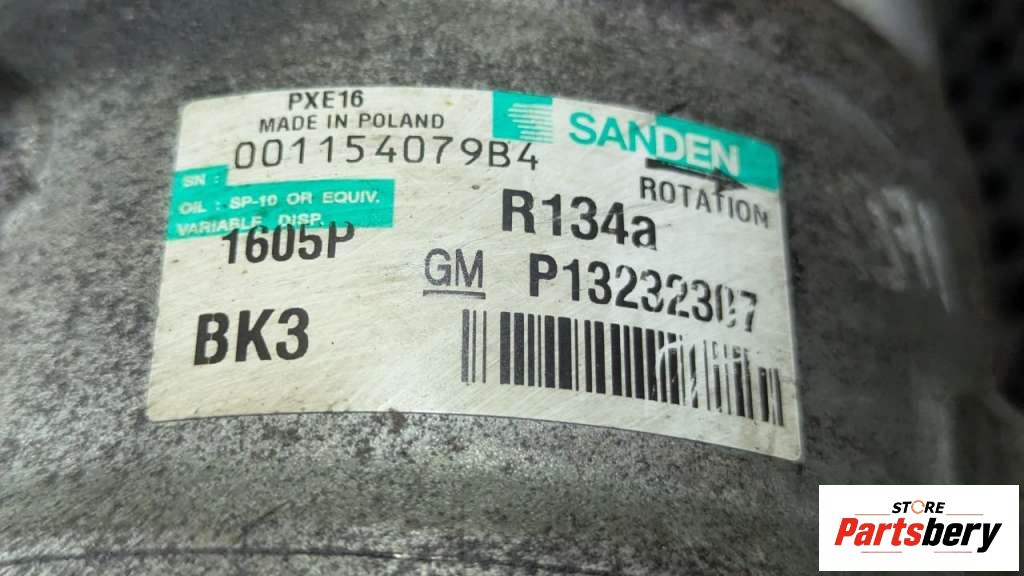 PXE16
MADE IN POLAND
SN : 001154079B4
SANDEN
ROTATION
OIL : SP-10 OR EQUIV.
VARIABLE DISP.
1605P
R134a
GM P13232307
BK3
STORE
Partsbery